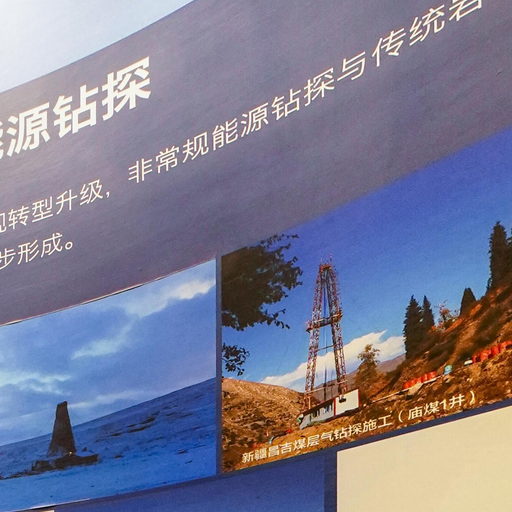 能源钻探
现转型升级，非常规能源钻探与传统岩
步形成。
新疆昌吉煤层气钻探施工（庙煤1井）